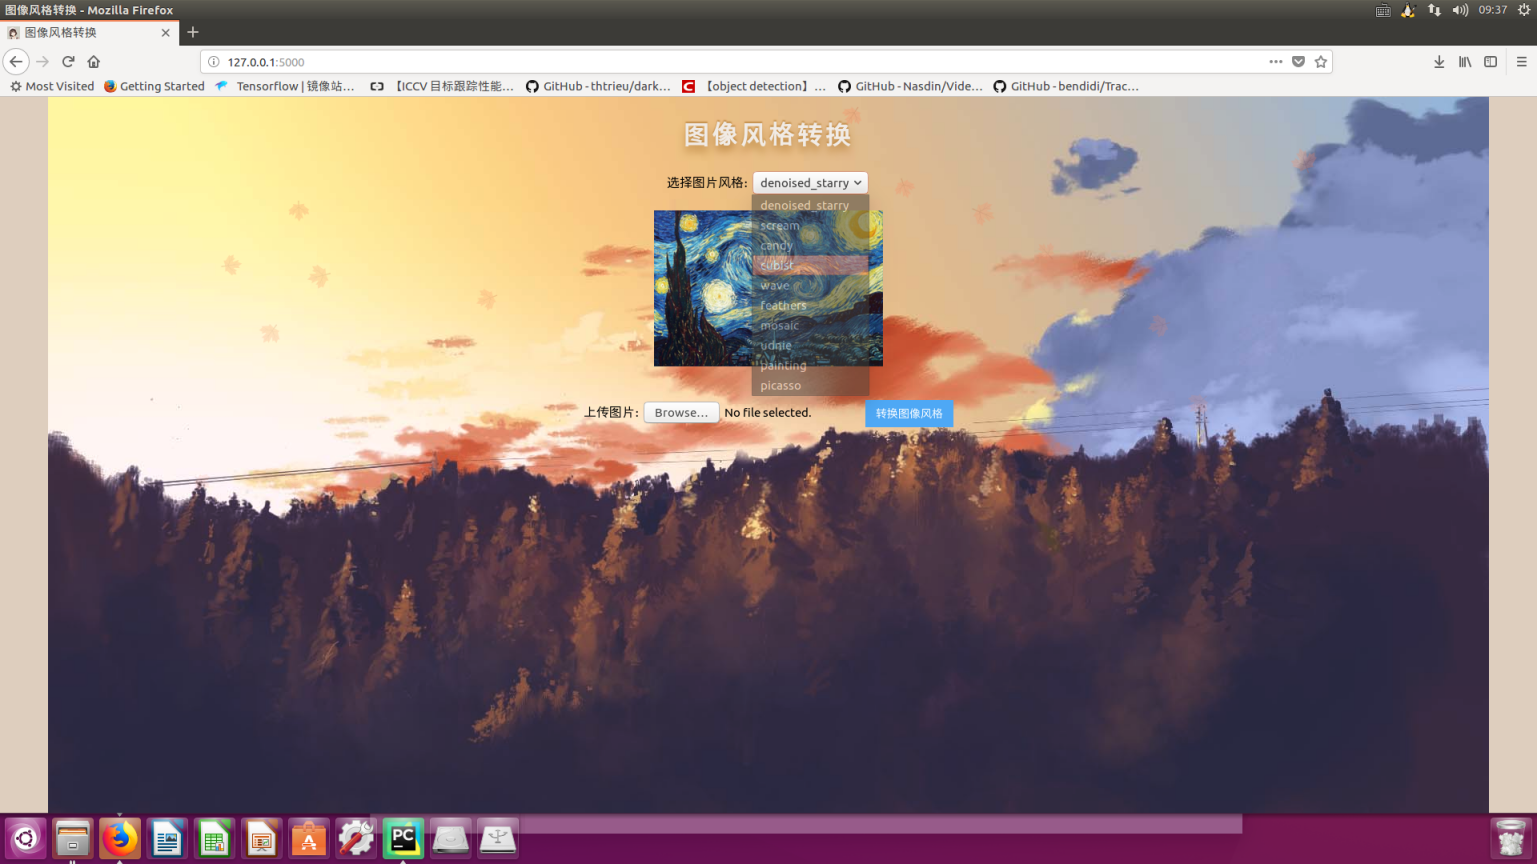 图像风格转换 - Mozilla Firefox
09:37
图像风格转换
127.0.0.1:5000
Most Visited
Getting Started
Tensorflow | 镜像站…
【ICCV 目标跟踪性能…
GitHub - thtrieu/dark…
【object detection】…
GitHub - Nasdin/Vide…
GitHub - bendidi/Trac…
图像风格转换
选择图片风格: denoised_starry
denoised_starry
scream
candy
cubist
wave
feathers
mosaic
udnie
painting
picasso
上传图片: Browse… No file selected.
转换图像风格
PC